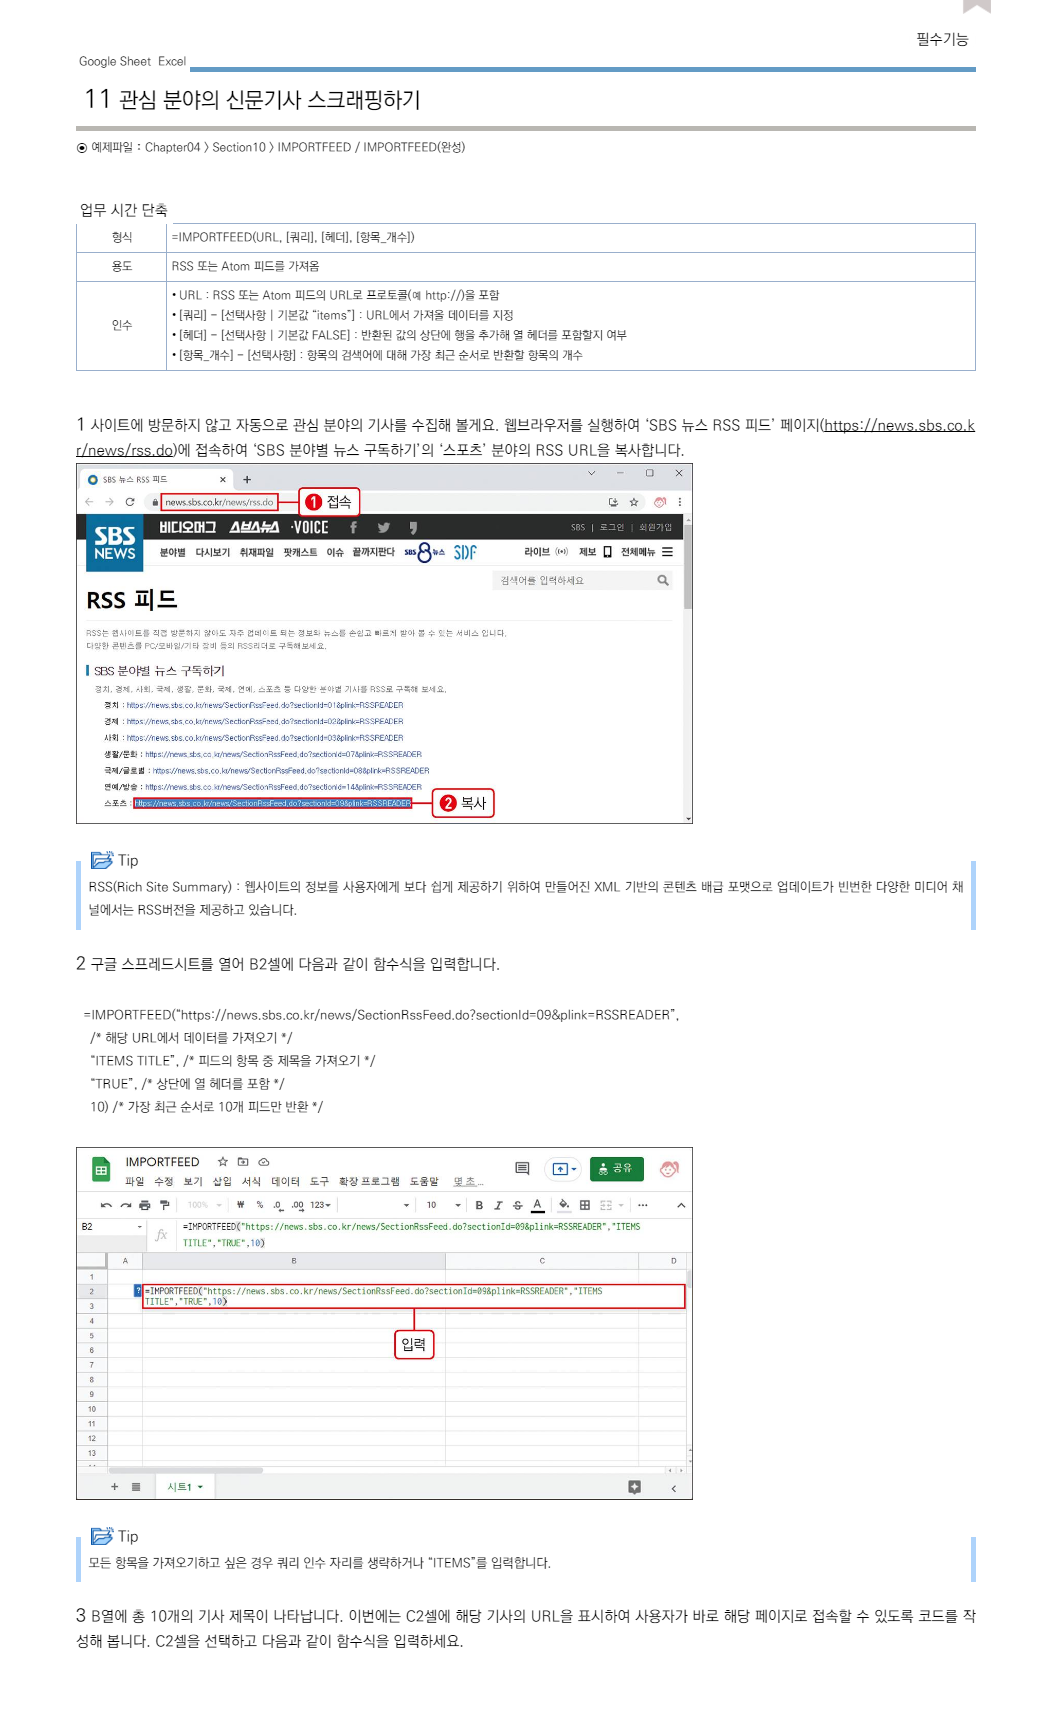 필수기능
Google Sheet Excel
11 관심 분야의 신문기사 스크래핑하기
◉ 예제파일 : Chapter04 〉 Section10 〉 IMPORTFEED / IMPORTFEED(완성)
업무 시간 단축
형식 =IMPORTFEED(URL, [쿼리], [헤더], [항목_개수])
용도 RSS 또는 Atom 피드를 가져옴
인수
• URL : RSS 또는 Atom 피드의 URL로 프로토콜(예 http://)을 포함
• [쿼리] – [선택사항 | 기본값 “items”] : URL에서 가져올 데이터를 지정
• [헤더] – [선택사항 | 기본값 FALSE] : 반환된 값의 상단에 행을 추가해 열 헤더를 포함할지 여부
• [항목_개수] – [선택사항] : 항목의 검색어에 대해 가장 최근 순서로 반환할 항목의 개수
1 사이트에 방문하지 않고 자동으로 관심 분야의 기사를 수집해 볼게요. 웹브라우저를 실행하여 ‘SBS 뉴스 RSS 피드’ 페이지(https://news.sbs.co.k
r/news/rss.do)에 접속하여 ‘SBS 분야별 뉴스 구독하기’의 ‘스포츠’ 분야의 RSS URL을 복사합니다.
SBS 뉴스 RSS 피드
news.sbs.co.kr/news/rss.do
1 접속
SBS NEWS
비디오머그 스브스뉴스 ·VOICE
SBS | 로그인 | 회원가입
분야별 다시보기 취재파일 팟캐스트 이슈 끝까지판다 SBS 8 뉴스 SDF
라이브 제보 전체메뉴
검색어를 입력하세요
RSS 피드
RSS는 웹사이트를 직접 방문하지 않아도 자주 업데이트 되는 정보와 뉴스를 손쉽고 빠르게 받아 볼 수 있는 서비스 입니다.
다양한 콘텐츠를 PC/모바일/기타 장비 등의 RSS리더로 구독해보세요.
SBS 분야별 뉴스 구독하기
정치, 경제, 사회, 국제, 생활, 문화, 국제, 연예, 스포츠 등 다양한 분야별 기사를 RSS로 구독해 보세요.
정치 : https://news.sbs.co.kr/news/SectionRssFeed.do?sectionId=01&plink=RSSREADER
경제 : https://news.sbs.co.kr/news/SectionRssFeed.do?sectionId=02&plink=RSSREADER
사회 : https://news.sbs.co.kr/news/SectionRssFeed.do?sectionId=03&plink=RSSREADER
생활/문화 : https://news.sbs.co.kr/news/SectionRssFeed.do?sectionId=07&plink=RSSREADER
국제/글로벌 : https://news.sbs.co.kr/news/SectionRssFeed.do?sectionId=08&plink=RSSREADER
연예/방송 : https://news.sbs.co.kr/news/SectionRssFeed.do?sectionId=14&plink=RSSREADER
스포츠 : https://news.sbs.co.kr/news/SectionRssFeed.do?sectionId=09&plink=RSSREADER
2 복사
Tip
RSS(Rich Site Summary) : 웹사이트의 정보를 사용자에게 보다 쉽게 제공하기 위하여 만들어진 XML 기반의 콘텐츠 배급 포맷으로 업데이트가 빈번한 다양한 미디어 채
널에서는 RSS버전을 제공하고 있습니다.
2 구글 스프레드시트를 열어 B2셀에 다음과 같이 함수식을 입력합니다.
=IMPORTFEED(“https://news.sbs.co.kr/news/SectionRssFeed.do?sectionId=09&plink=RSSREADER”,
/* 해당 URL에서 데이터를 가져오기 */
“ITEMS TITLE”, /* 피드의 항목 중 제목을 가져오기 */
“TRUE”, /* 상단에 열 헤더를 포함 */
10) /* 가장 최근 순서로 10개 피드만 반환 */
IMPORTFEED
공유
파일 수정 보기 삽입 서식 데이터 도구 확장 프로그램 도움말 몇 초 ...
100% ₩ % .0 .00 123 10 B I S A
B2
fx
=IMPORTFEED("https://news.sbs.co.kr/news/SectionRssFeed.do?sectionId=09&plink=RSSREADER","ITEMS
TITLE","TRUE",10)
A B C D
1
2 ? =IMPORTFEED("https://news.sbs.co.kr/news/SectionRssFeed.do?sectionId=09&plink=RSSREADER","ITEMS
3 TITLE","TRUE",10)
4
5
입력
6
7
8
9
10
11
12
13
14
시트1
Tip
모든 항목을 가져오기하고 싶은 경우 쿼리 인수 자리를 생략하거나 “ITEMS”를 입력합니다.
3 B열에 총 10개의 기사 제목이 나타납니다. 이번에는 C2셀에 해당 기사의 URL을 표시하여 사용자가 바로 해당 페이지로 접속할 수 있도록 코드를 작
성해 봅니다. C2셀을 선택하고 다음과 같이 함수식을 입력하세요.